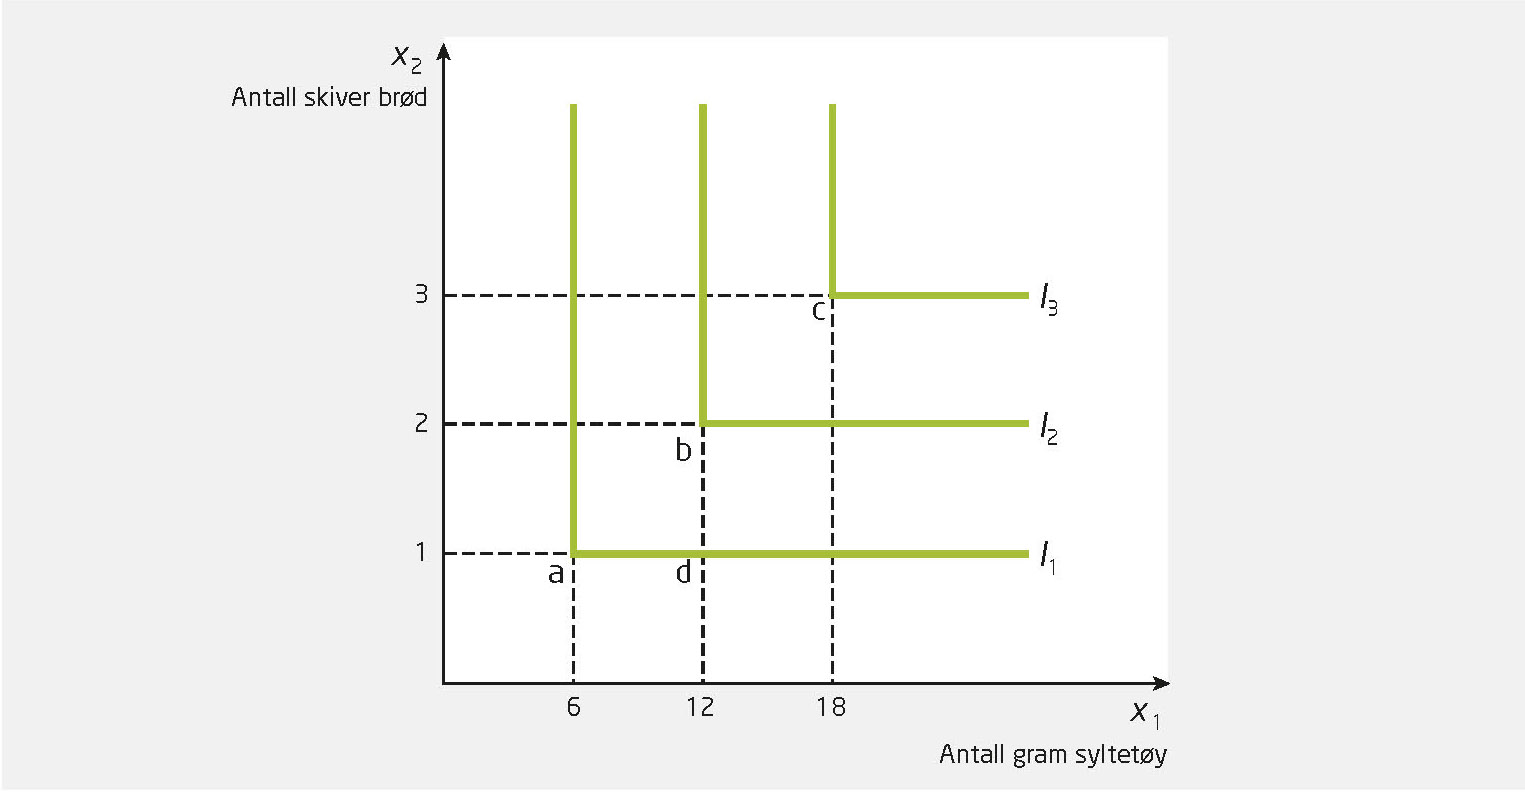 x2
Antall skiver brød
3
c
I3
2
b
I2
1
a
d
I1
6
12
18
x1
Antall gram syltetøy